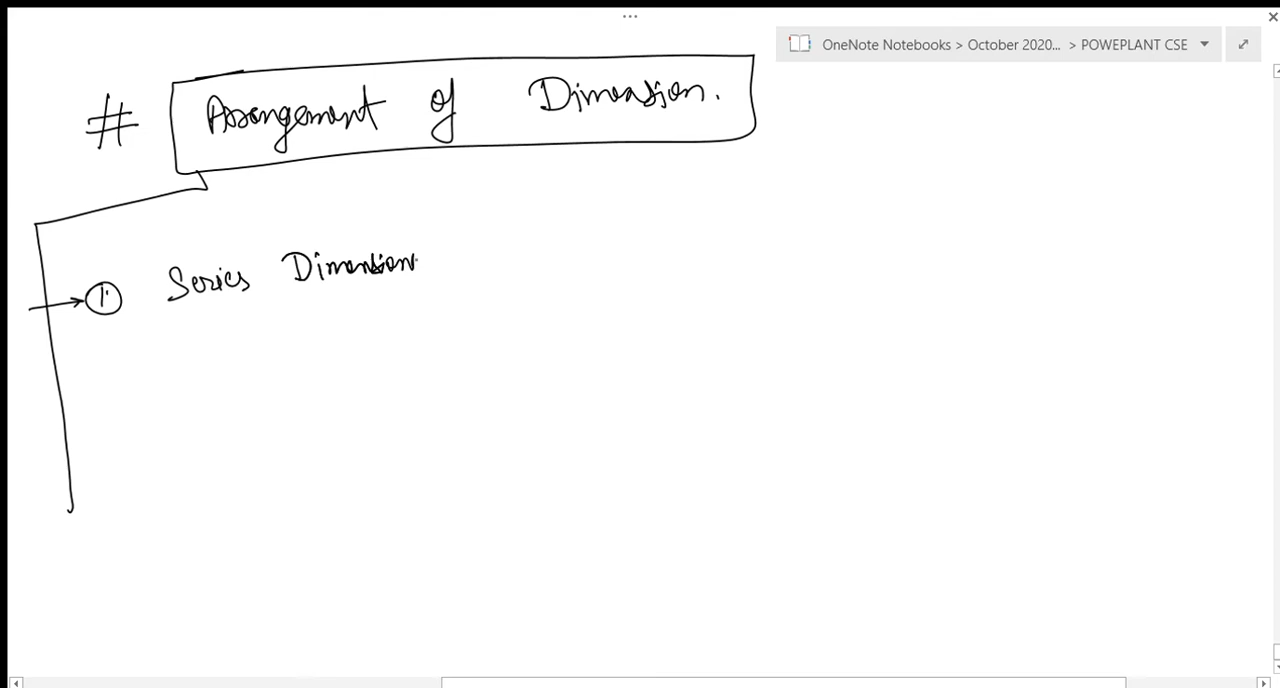 ...
OneNote Notebooks > October 2020... > POWEPLANT CSE
# Arrangement of Dimension.
1 Series Dimension